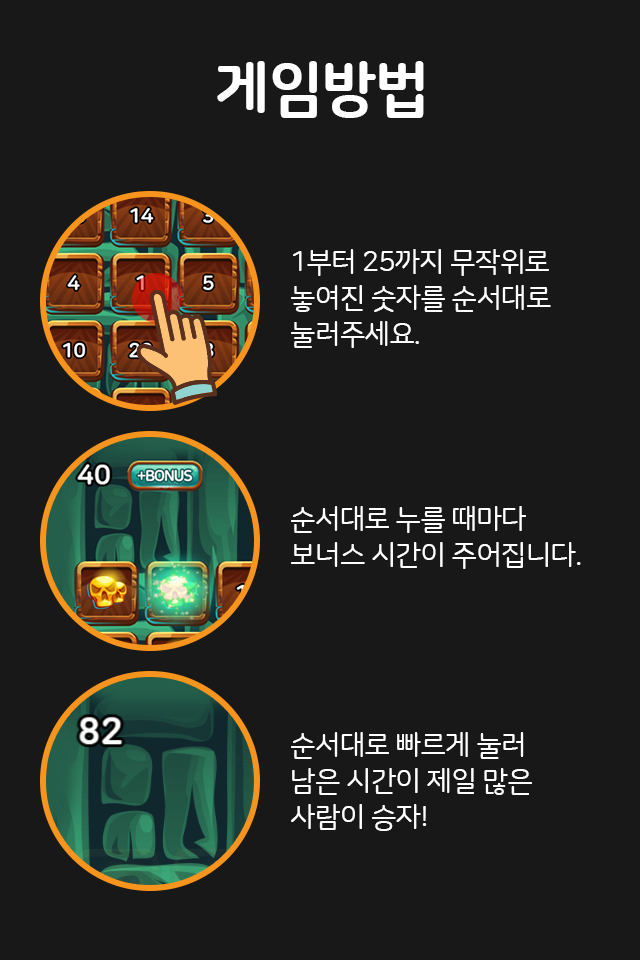 게임방법
14
4 1 5
10
1부터 25까지 무작위로
놓여진 숫자를 순서대로
눌러주세요.
40 +BONUS
순서대로 누를 때마다
보너스 시간이 주어집니다.
82
순서대로 빠르게 눌러
남은 시간이 제일 많은
사람이 승자!